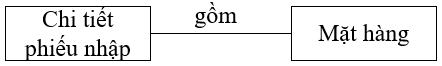 Chi tiết
phiếu nhập
gồm
Mặt hàng